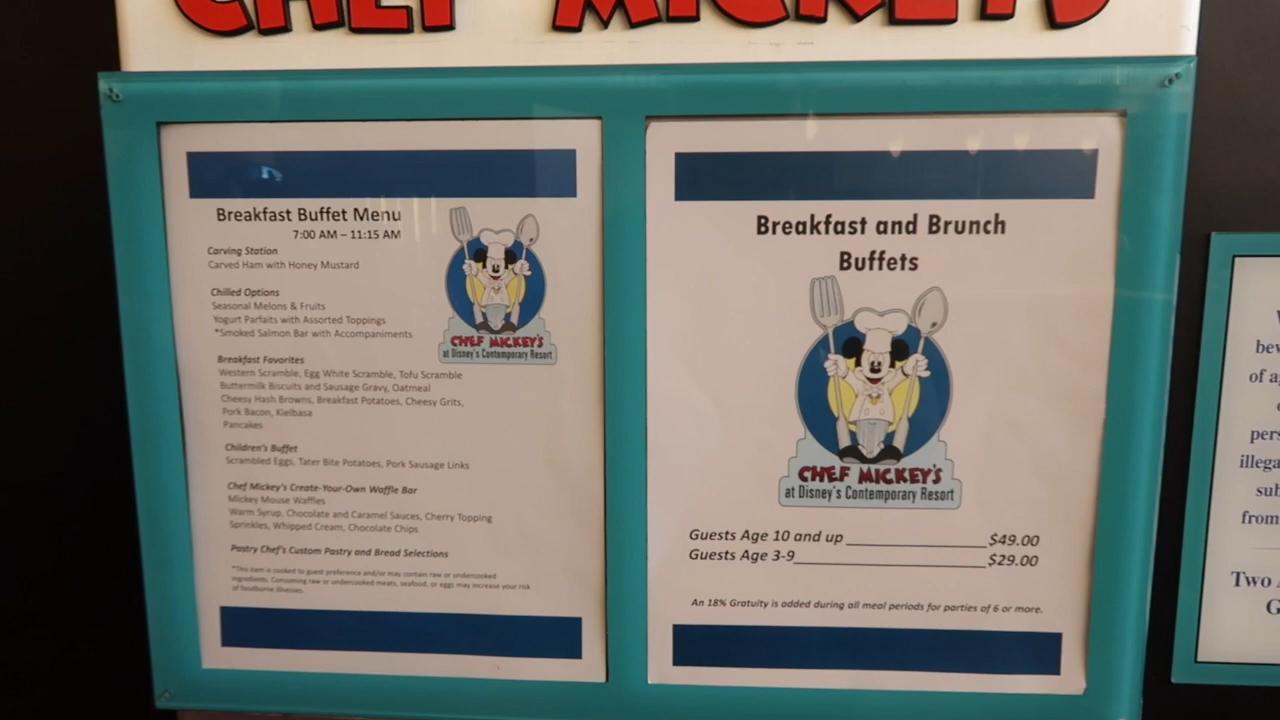 CHEF MICKEY'S
Breakfast Buffet Menu
7:00 AM – 11:15 AM
Carving Station
Carved Ham with Honey Mustard
Chilled Options
Seasonal Melons & Fruits
Yogurt Parfaits with Assorted Toppings
*Smoked Salmon Bar with Accompaniments
CHEF MICKEY'S
at Disney's Contemporary Resort
Breakfast Favorites
Western Scramble, Egg White Scramble, Tofu Scramble
Buttermilk Biscuits and Sausage Gravy, Oatmeal
Cheesy Hash Browns, Breakfast Potatoes, Cheesy Grits,
Pork Bacon, Kielbasa
Pancakes
Children's Buffet
Scrambled Eggs, Tater Bite Potatoes, Pork Sausage Links
Chef Mickey's Create-Your-Own Waffle Bar
Mickey Mouse Waffles
Warm Syrup, Chocolate and Caramel Sauces, Cherry Topping
Sprinkles, Whipped Cream, Chocolate Chips
Pastry Chef's Custom Pastry and Bread Selections
*This item is cooked to guest preference and/or may contain raw or undercooked
ingredients. Consuming raw or undercooked meats, seafood, or eggs may increase your risk
of foodborne illnesses.
Breakfast and Brunch
Buffets
CHEF MICKEY'S
at Disney's Contemporary Resort
Guests Age 10 and up ________________ $49.00
Guests Age 3-9______________________ $29.00
An 18% Gratuity is added during all meal periods for parties of 6 or more.
bev
of a
pers
illega
sub
from
Two
G